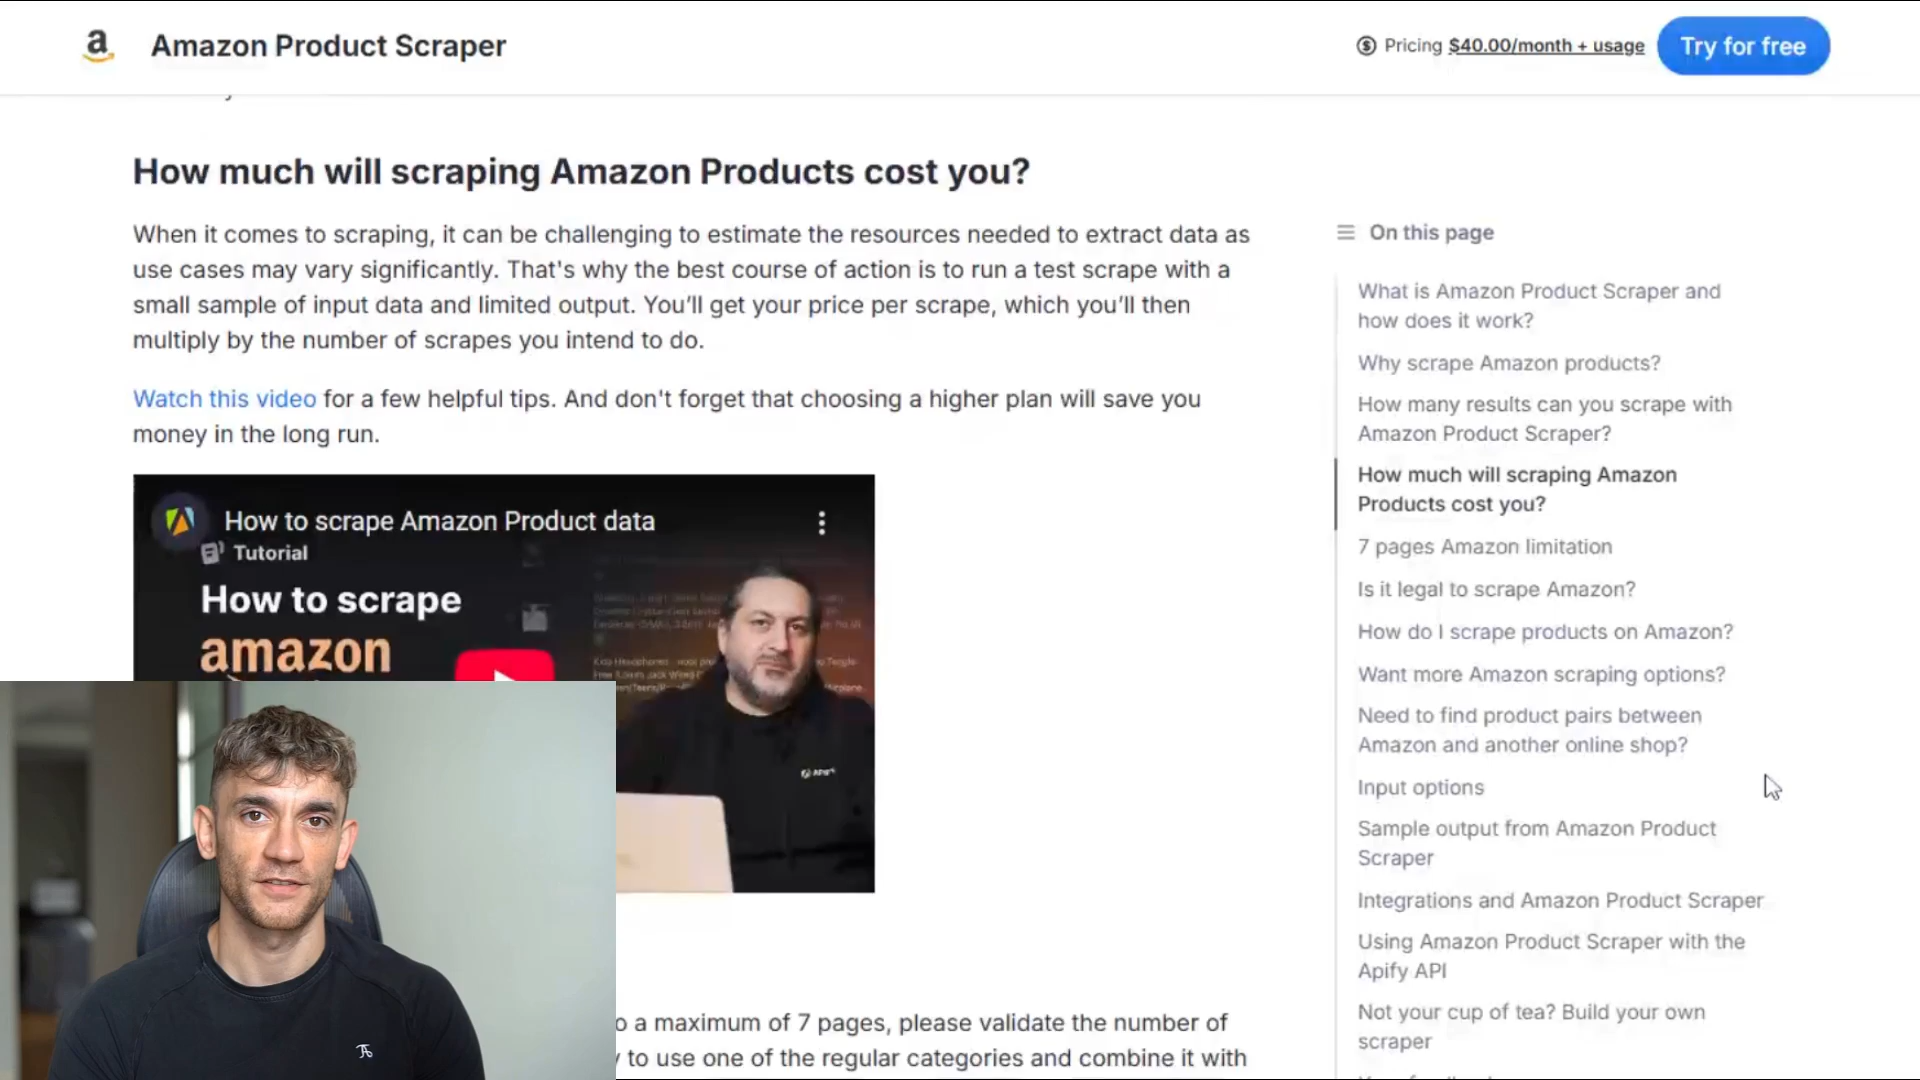 Amazon Product Scraper
Pricing $40.00/month + usage
Try for free
How much will scraping Amazon Products cost you?
When it comes to scraping, it can be challenging to estimate the resources needed to extract data as
use cases may vary significantly. That's why the best course of action is to run a test scrape with a
small sample of input data and limited output. You’ll get your price per scrape, which you’ll then
multiply by the number of scrapes you intend to do.
Watch this video for a few helpful tips. And don't forget that choosing a higher plan will save you
money in the long run.
How to scrape Amazon Product data
Tutorial
How to scrape
amazon
o a maximum of 7 pages, please validate the number of
to use one of the regular categories and combine it with
On this page
What is Amazon Product Scraper and
how does it work?
Why scrape Amazon products?
How many results can you scrape with
Amazon Product Scraper?
How much will scraping Amazon
Products cost you?
7 pages Amazon limitation
Is it legal to scrape Amazon?
How do I scrape products on Amazon?
Want more Amazon scraping options?
Need to find product pairs between
Amazon and another online shop?
Input options
Sample output from Amazon Product
Scraper
Integrations and Amazon Product Scraper
Using Amazon Product Scraper with the
Apify API
Not your cup of tea? Build your own
scraper